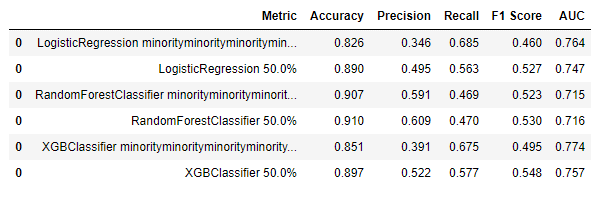 Metric Accuracy Precision Recall F1 Score AUC
0 LogisticRegression minorityminorityminoritymin... 0.826 0.346 0.685 0.460 0.764
0 LogisticRegression 50.0% 0.890 0.495 0.563 0.527 0.747
0 RandomForestClassifier minorityminorityminorit... 0.907 0.591 0.469 0.523 0.715
0 RandomForestClassifier 50.0% 0.910 0.609 0.470 0.530 0.716
0 XGBClassifier minorityminorityminorityminority... 0.851 0.391 0.675 0.495 0.774
0 XGBClassifier 50.0% 0.897 0.522 0.577 0.548 0.757